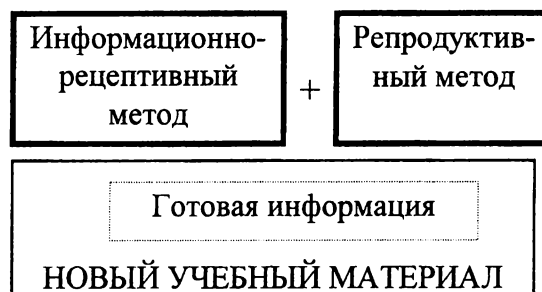 Информационно-
рецептивный
метод
+
Репродуктив-
ный метод
Готовая информация
НОВЫЙ УЧЕБНЫЙ МАТЕРИАЛ